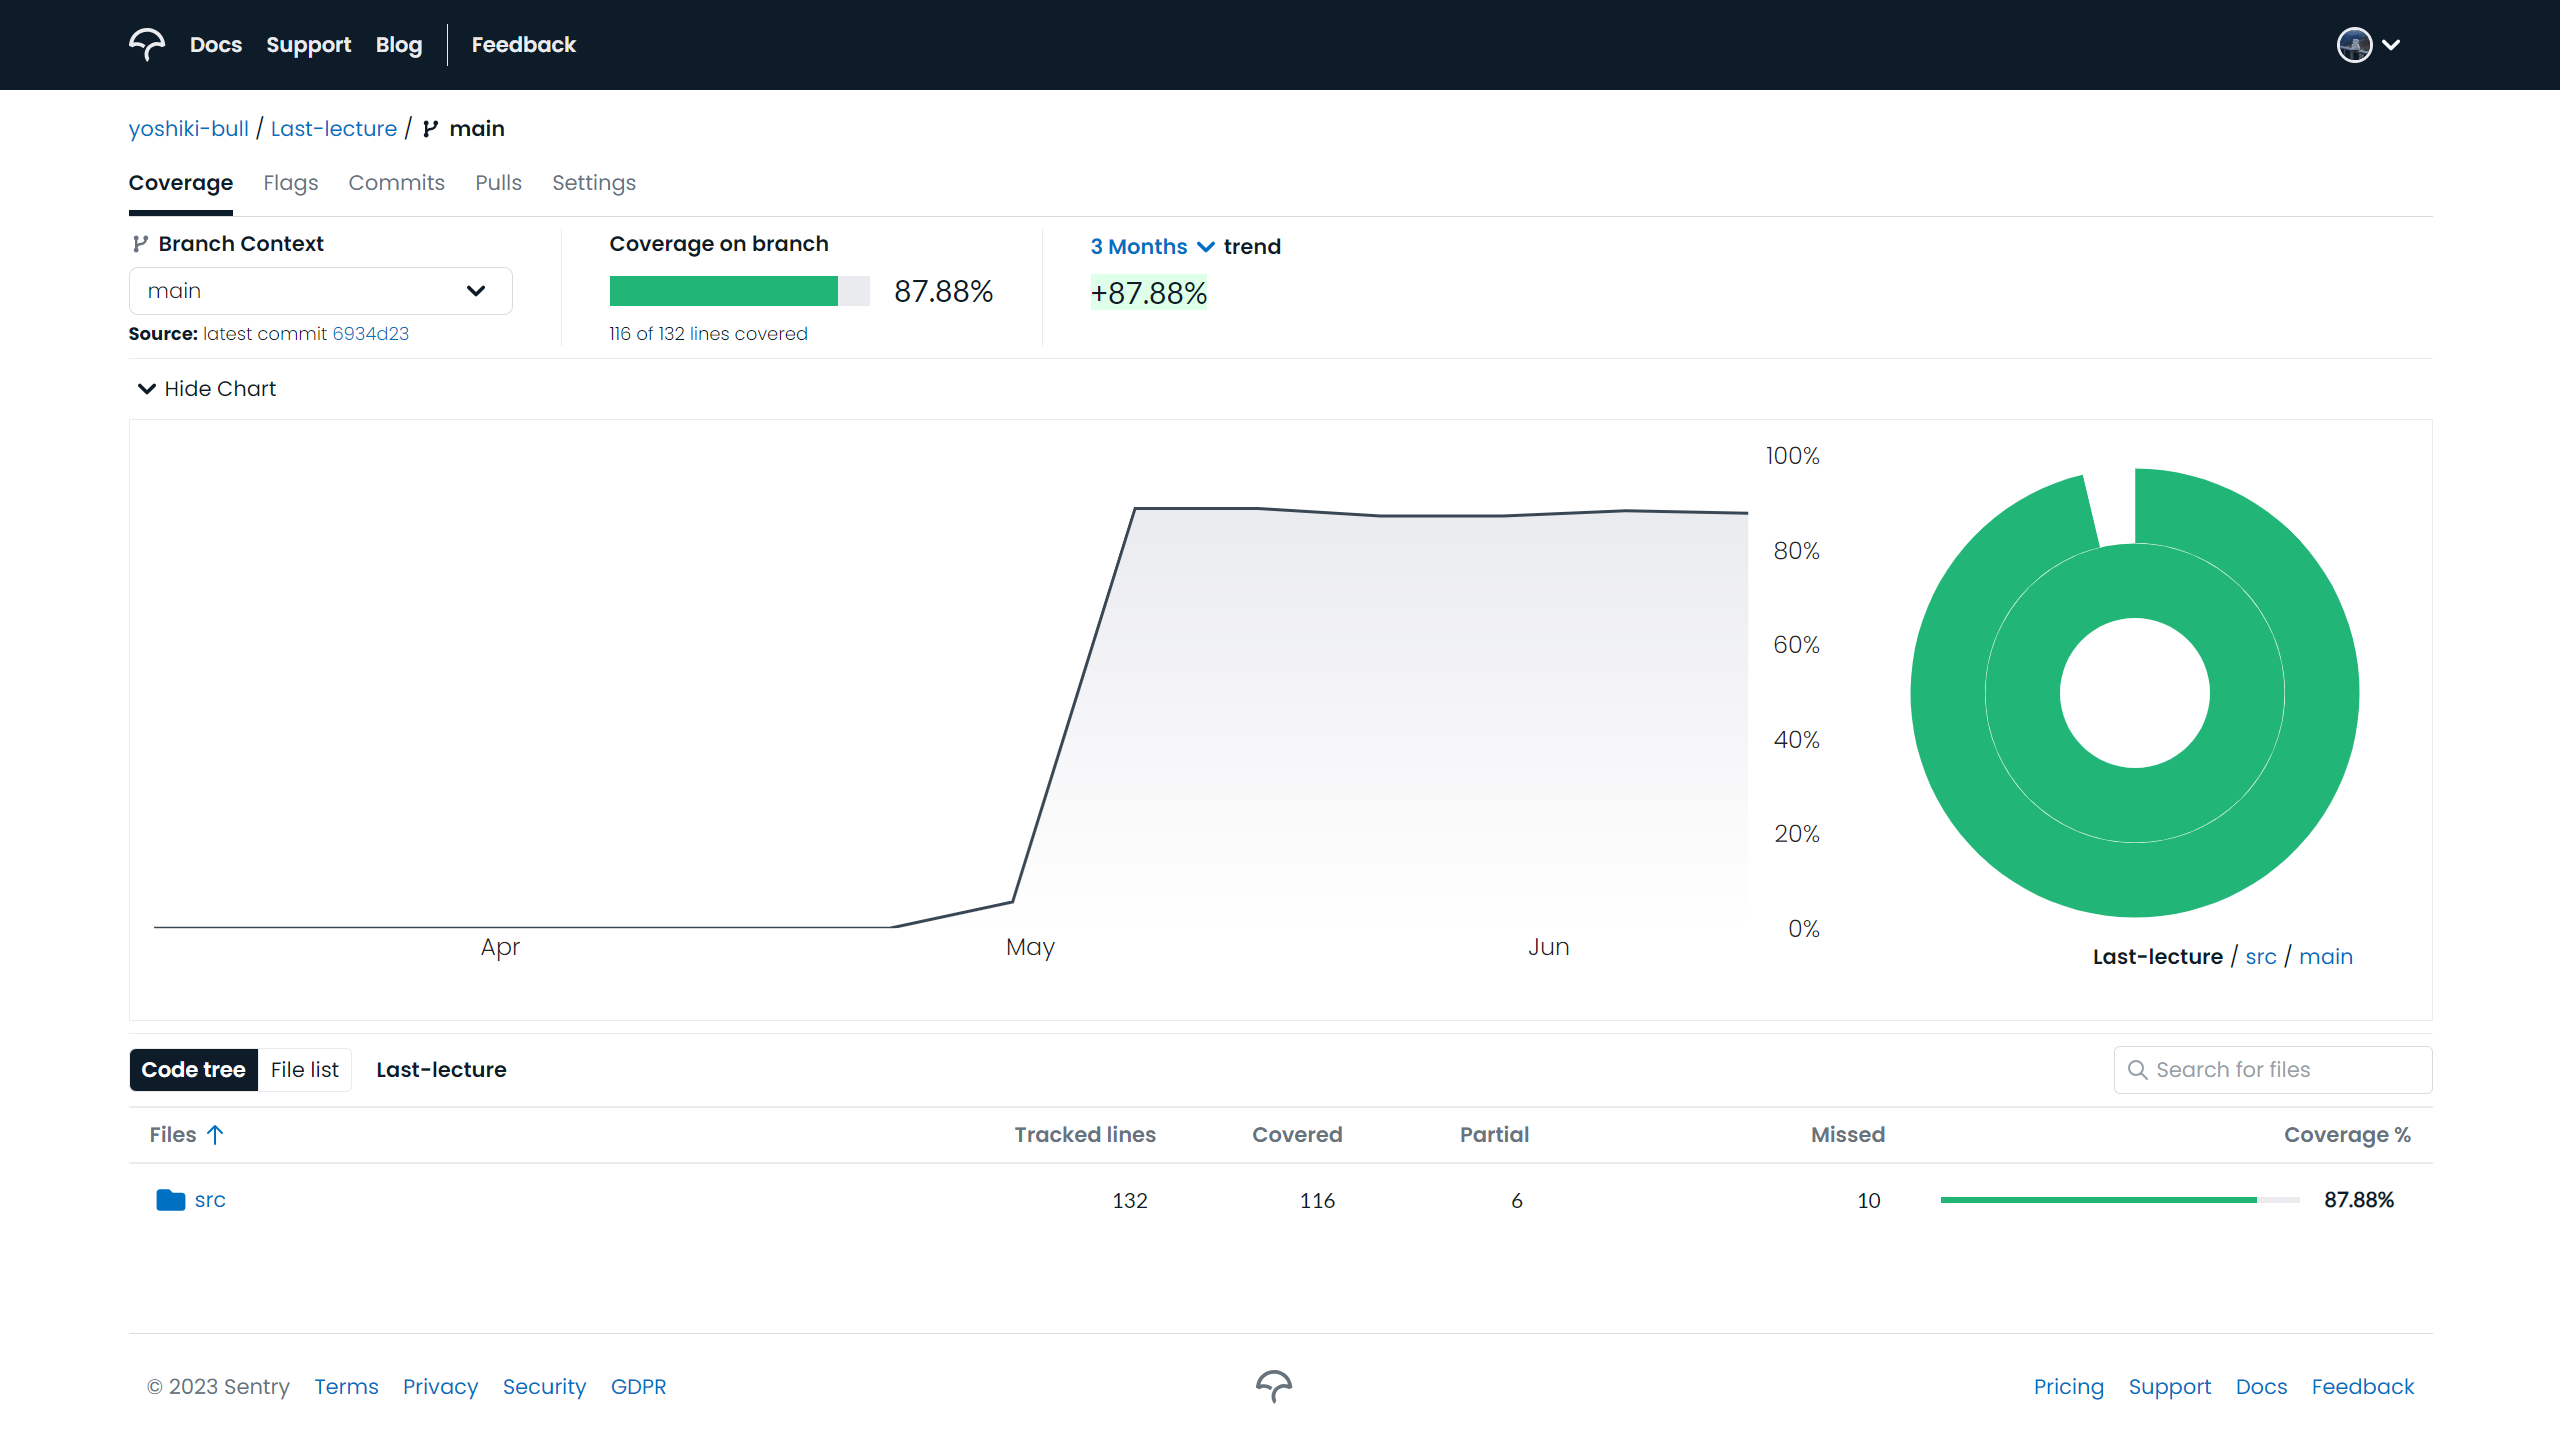 Docs Support Blog Feedback
yoshiki-bull / Last-lecture / main
Coverage Flags Commits Pulls Settings
Branch Context
main
Source: latest commit 6934d23
Coverage on branch
87.88%
116 of 132 lines covered
3 Months trend
+87.88%
Hide Chart
100%
80%
60%
40%
20%
0%
Apr May Jun
Last-lecture / src / main
Code tree File list Last-lecture Search for files
Files Tracked lines Covered Partial Missed Coverage %
src 132 116 6 10 87.88%
© 2023 Sentry Terms Privacy Security GDPR Pricing Support Docs Feedback